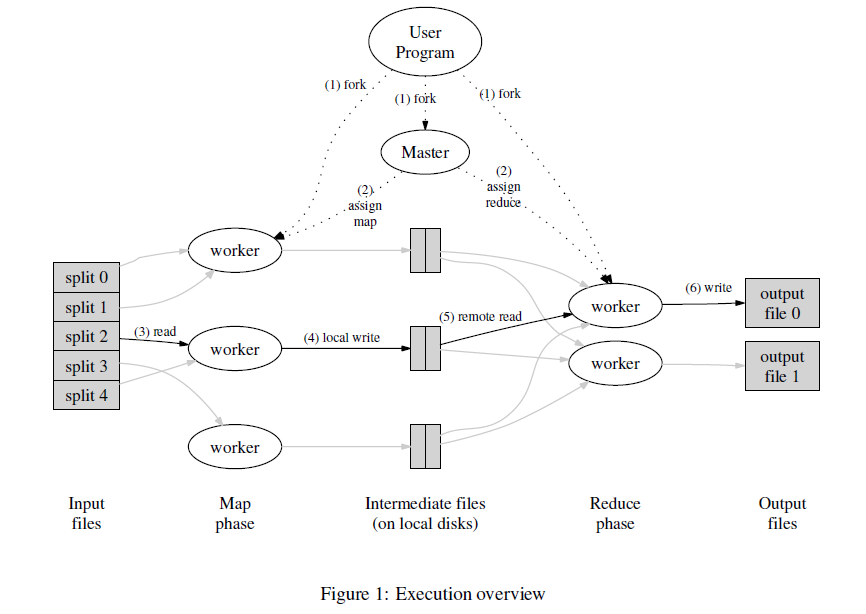 User
Program
(1) fork
(1) fork
(1) fork
Master
(2)
assign
map
(2)
assign
reduce
worker
split 0
split 1
split 2
split 3
split 4
(3) read
worker
(4) local write
(5) remote read
worker
worker
worker
(6) write
output
file 0
output
file 1
Input
files
Map
phase
Intermediate files
(on local disks)
Reduce
phase
Output
files
Figure 1: Execution overview